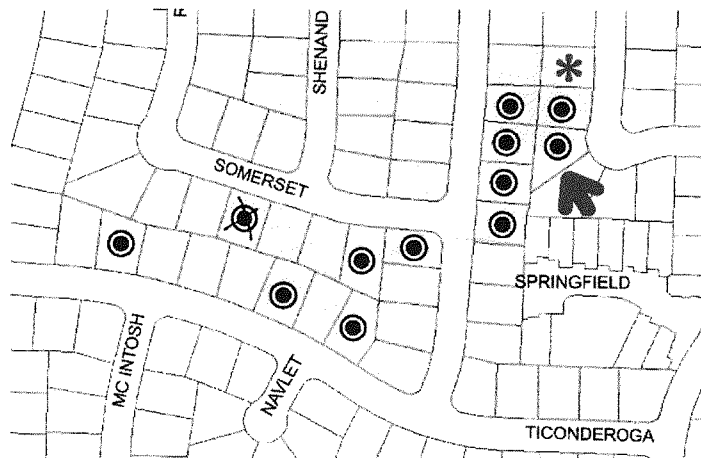 SHENAND
SOMERSET
SPRINGFIELD
MC INTOSH
NAVLET
TICONDEROGA